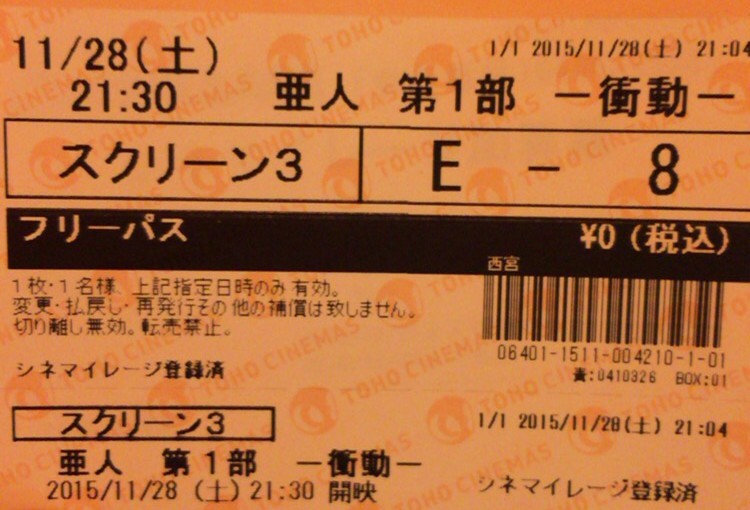 11/28(土) 1/1 2015/11/28(土) 21:04
21:30 亜人 第1部 ー衝動ー
スクリーン3 E - 8
フリーパス ¥0 (税込)
西宮
1枚・1名様、上記指定日時のみ有効。
変更・払戻し・再発行その他の補償は致しません。
切り離し無効。転売禁止。
06401-1511-004210-1-01
シネマイレージ登録済
責:0410326 BOX:01
スクリーン3 1/1 2015/11/28(土) 21:04
亜人 第1部 ー衝動ー
2015/11/28 (土) 21:30 開映 シネマイレージ登録済
TOHO CINEMAS